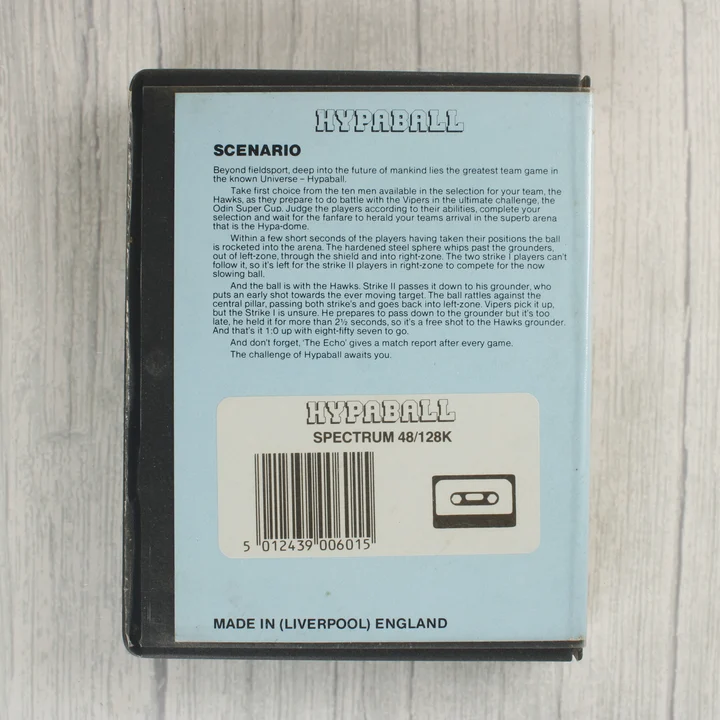 HYPABALL
SCENARIO
Beyond fieldsport, deep into the future of mankind lies the greatest team game in
the known Universe – Hypaball.
Take first choice from the ten men available in the selection for your team, the
Hawks, as they prepare to do battle with the Vipers in the ultimate challenge, the
Odin Super Cup. Judge the players according to their abilities, complete your
selection and wait for the fanfare to herald your teams arrival in the superb arena
that is the Hypa-dome.
Within a few short seconds of the players having taken their positions the ball
is rocketed into the arena. The hardened steel sphere whips past the grounders,
out of left-zone, through the shield and into right-zone. The two strike I players can't
follow it, so it's left for the strike II players in right-zone to compete for the now
slowing ball.
And the ball is with the Hawks. Strike II passes it down to his grounder, who
puts an early shot towards the ever moving target. The ball rattles against the
central pillar, passing both strike's and goes back into left-zone. Vipers pick it up,
but the Strike I is unsure. He prepares to pass down to the grounder but it's too
late, he held it for more than 2½ seconds, so it's a free shot to the Hawks grounder.
And that's it 1:0 up with eight-fifty seven to go.
And don't forget, 'The Echo' gives a match report after every game.
The challenge of Hypaball awaits you.
HYPABALL
SPECTRUM 48/128K
5 012439 006015
MADE IN (LIVERPOOL) ENGLAND